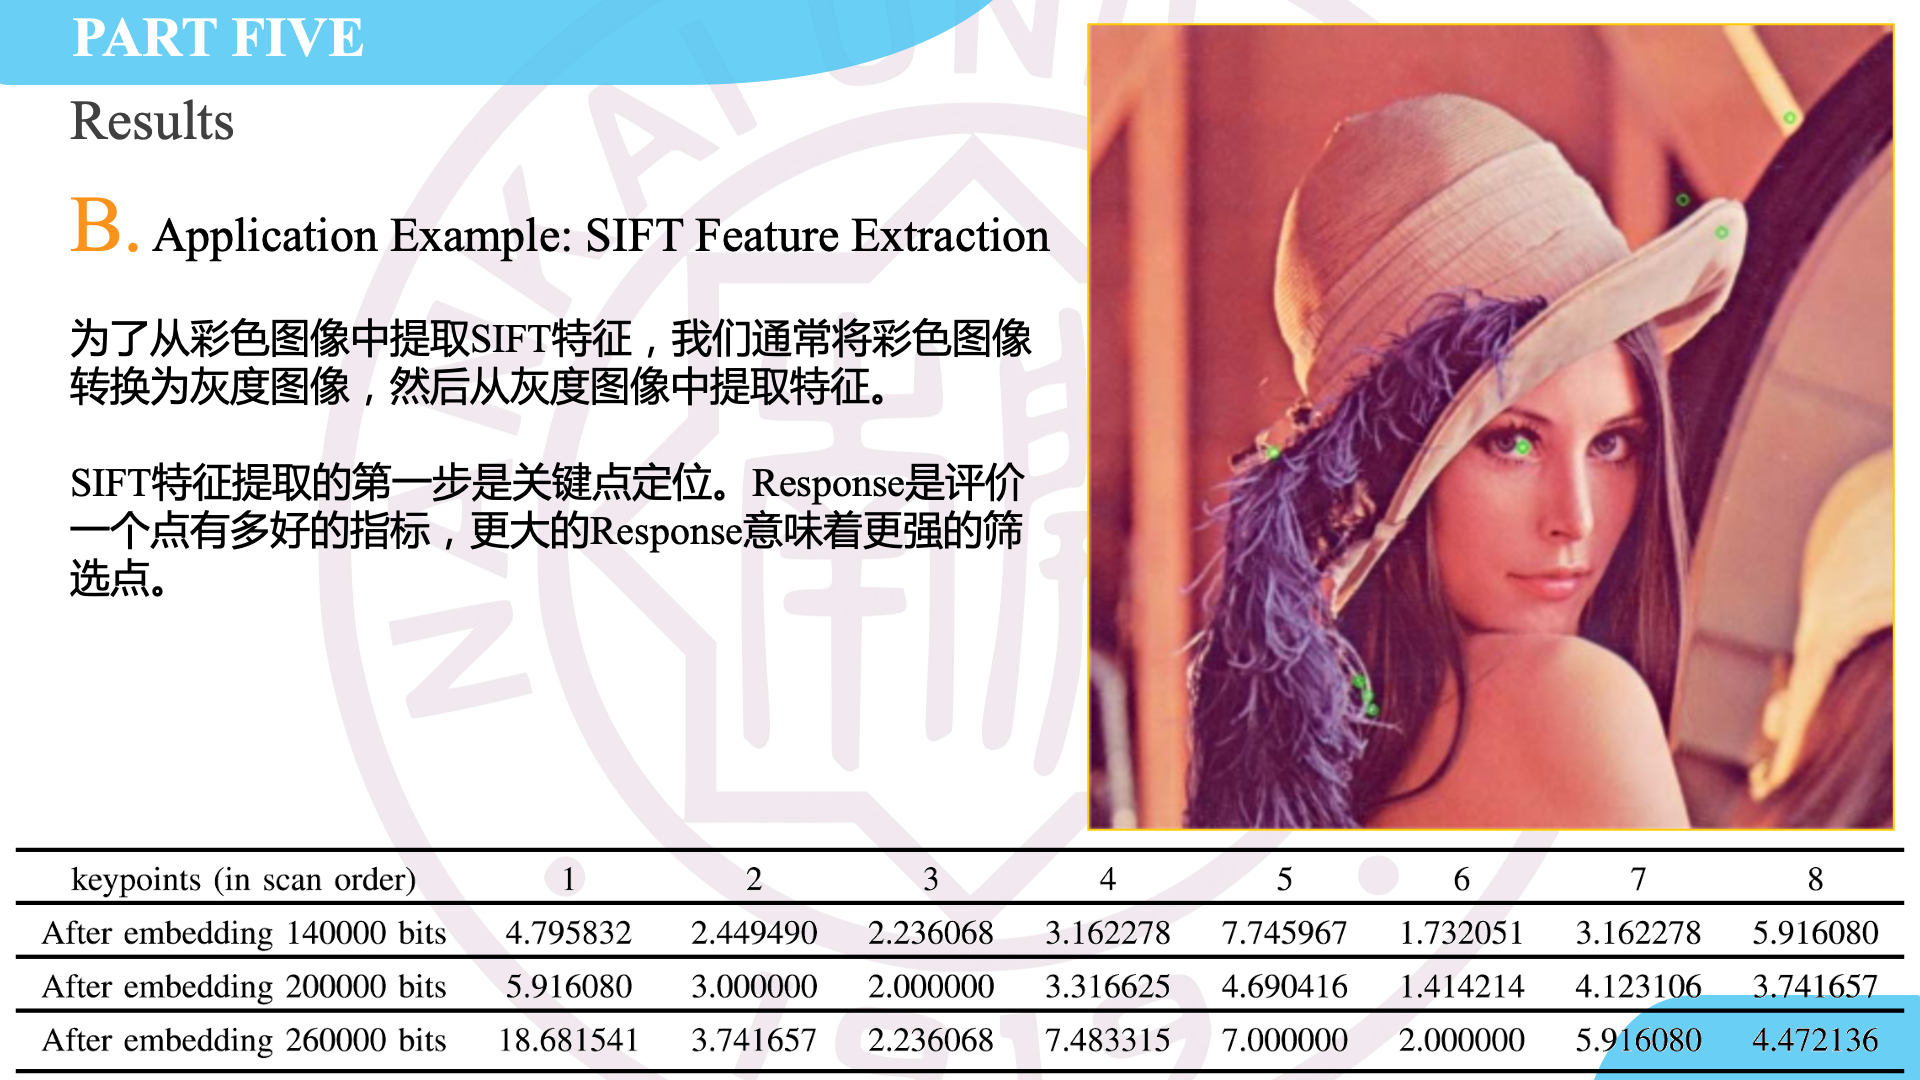 PART FIVE
Results
B. Application Example: SIFT Feature Extraction
为了从彩色图像中提取SIFT特征，我们通常将彩色图像
转换为灰度图像，然后从灰度图像中提取特征。
SIFT特征提取的第一步是关键点定位。Response是评价
一个点有多好的指标，更大的Response意味着更强的筛
选点。
keypoints (in scan order) 1 2 3 4 5 6 7 8
After embedding 140000 bits 4.795832 2.449490 2.236068 3.162278 7.745967 1.732051 3.162278 5.916080
After embedding 200000 bits 5.916080 3.000000 2.000000 3.316625 4.690416 1.414214 4.123106 3.741657
After embedding 260000 bits 18.681541 3.741657 2.236068 7.483315 7.000000 2.000000 5.916080 4.472136